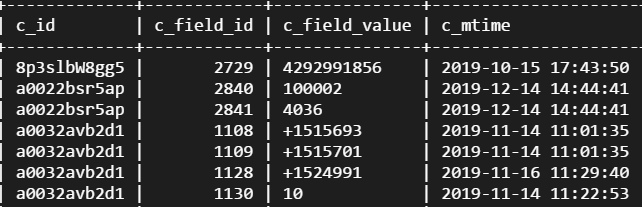 | c_id | c_field_id | c_field_value | c_mtime
| 8p3slbW8gg5 | 2729 | 4292991856 | 2019-10-15 17:43:50
| a0022bsr5ap | 2840 | 100002 | 2019-12-14 14:44:41
| a0022bsr5ap | 2841 | 4036 | 2019-12-14 14:44:41
| a0032avb2d1 | 1108 | +1515693 | 2019-11-14 11:01:35
| a0032avb2d1 | 1109 | +1515701 | 2019-11-14 11:01:35
| a0032avb2d1 | 1128 | +1524991 | 2019-11-16 11:29:40
| a0032avb2d1 | 1130 | 10 | 2019-11-14 11:22:53